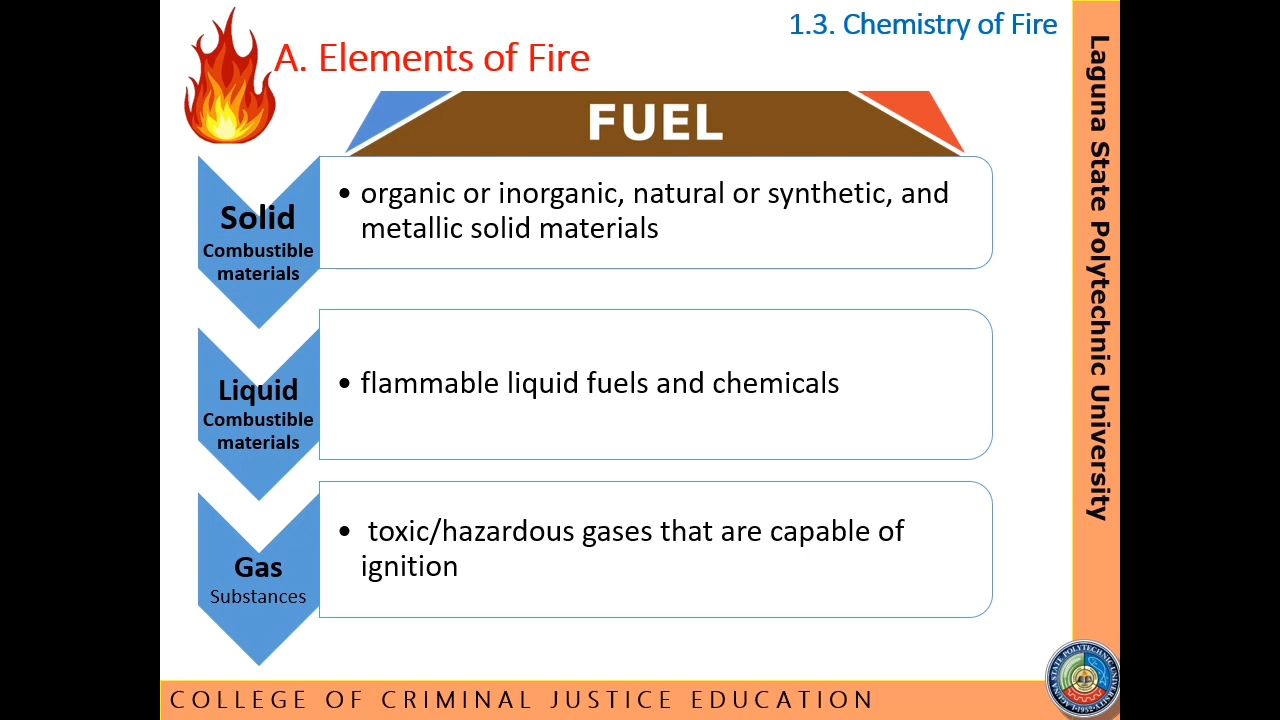 1.3. Chemistry of Fire
A. Elements of Fire
FUEL
Solid
Combustible
materials
• organic or inorganic, natural or synthetic, and
metallic solid materials
Liquid
Combustible
materials
• flammable liquid fuels and chemicals
Gas
Substances
• toxic/hazardous gases that are capable of
ignition
Laguna State Polytechnic University
COLLEGE OF CRIMINAL JUSTICE EDUCATION